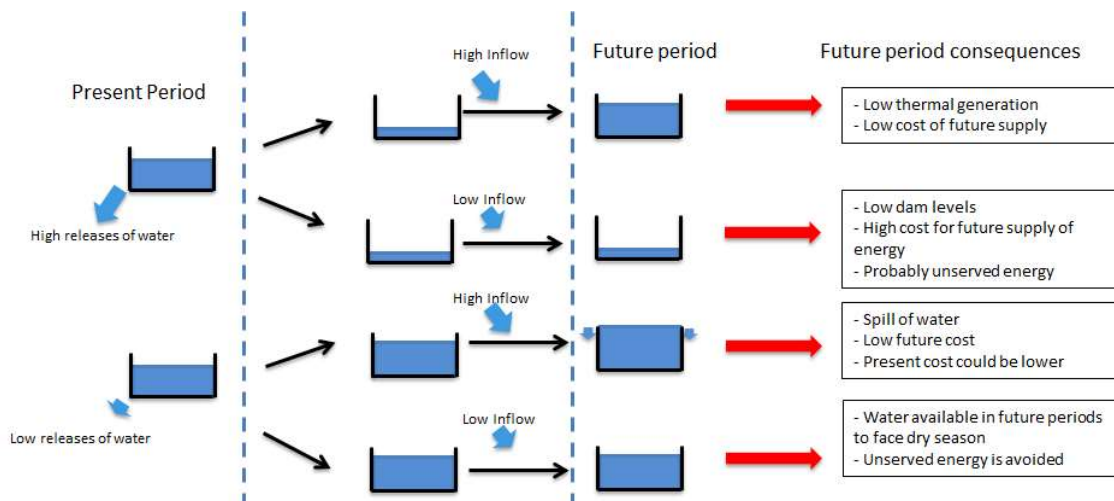 Present Period
Future period
Future period consequences
High releases of water
High Inflow
- Low thermal generation
- Low cost of future supply
Low Inflow
- Low dam levels
- High cost for future supply of
energy
- Probably unserved energy
Low releases of water
High Inflow
- Spill of water
- Low future cost
- Present cost could be lower
Low Inflow
- Water available in future periods
to face dry season
- Unserved energy is avoided